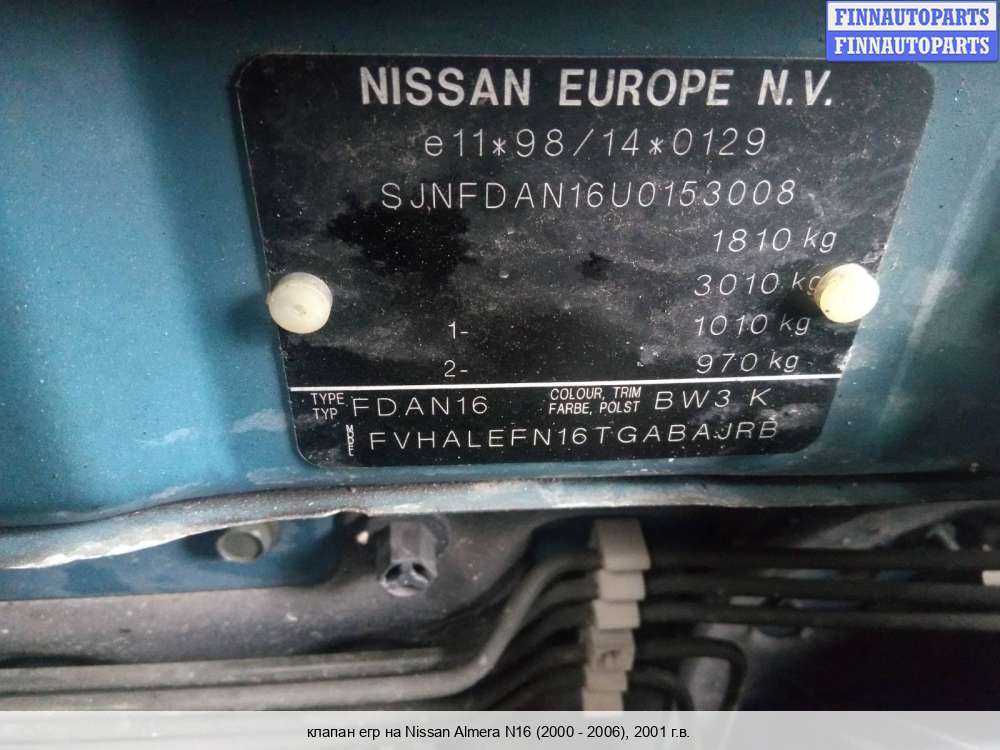 FINNAUTOPARTS
FINNAUTOPARTS
NISSAN EUROPE N.V.
e11*98/14*0129
SJNFDAN16U0153008
1810 kg
3010 kg
1- 1010 kg
2- 970 kg
TYPE TYP FDAN16 COLOUR, TRIM FARBE, POLST BW3 K
FVHALEFN16TGABAJRB
клапан егр на Nissan Almera N16 (2000 - 2006), 2001 г.в.